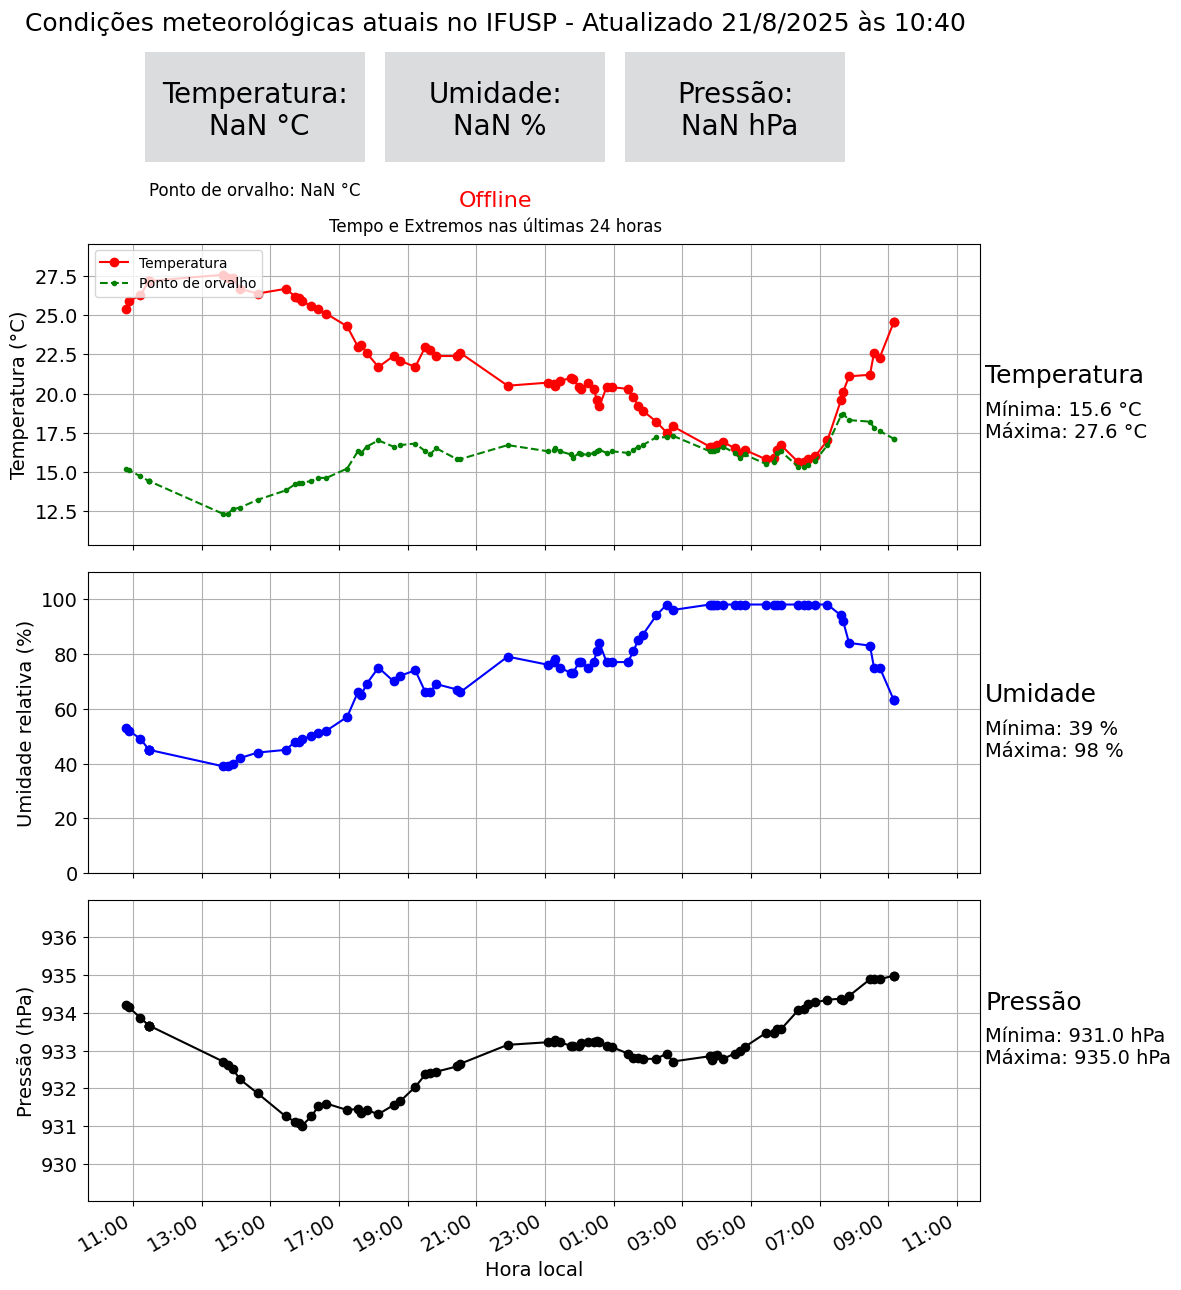 Condições meteorológicas atuais no IFUSP - Atualizado 21/8/2025 às 10:40
Temperatura:
NaN °C
Umidade:
NaN %
Pressão:
NaN hPa
Ponto de orvalho: NaN °C
Offline
Tempo e Extremos nas últimas 24 horas
Temperatura
Ponto de orvalho
Temperatura (°C)
27.5
25.0
22.5
20.0
17.5
15.0
12.5
Temperatura
Mínima: 15.6 °C
Máxima: 27.6 °C
Umidade relativa (%)
100
80
60
40
20
0
Umidade
Mínima: 39 %
Máxima: 98 %
Pressão (hPa)
936
935
934
933
932
931
930
Pressão
Mínima: 931.0 hPa
Máxima: 935.0 hPa
11:00 13:00 15:00 17:00 19:00 21:00 23:00 01:00 03:00 05:00 07:00 09:00 11:00
Hora local